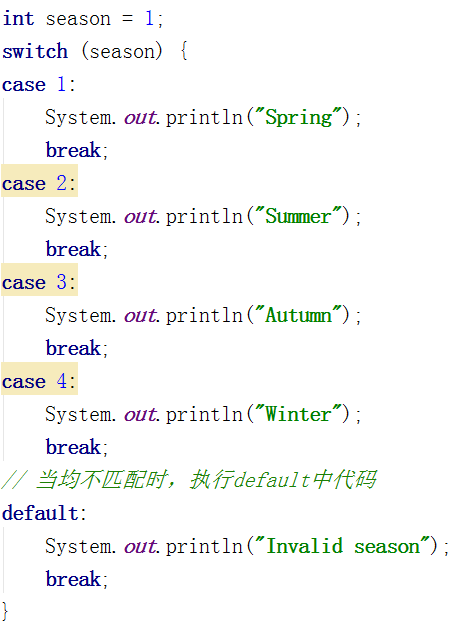 int season = 1;
switch (season) {
case 1:
    System.out.println("Spring");
    break;
case 2:
    System.out.println("Summer");
    break;
case 3:
    System.out.println("Autumn");
    break;
case 4:
    System.out.println("Winter");
    break;
// 当均不匹配时，执行default中代码
default:
    System.out.println("Invalid season");
    break;
}